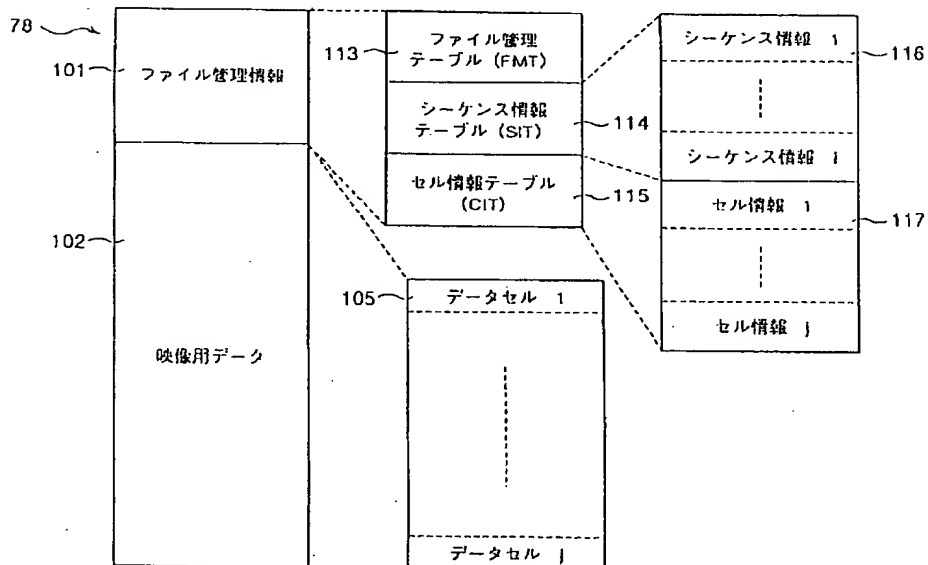 78
101
ファイル管理情報
102
映像用データ
113
ファイル管理
テーブル (FMT)
シーケンス情報
テーブル (SIT)
114
セル情報テーブル
(CIT)
115
105
データセル 1
データセル j
シーケンス情報 1
116
シーケンス情報 i
セル情報 1
117
セル情報 j